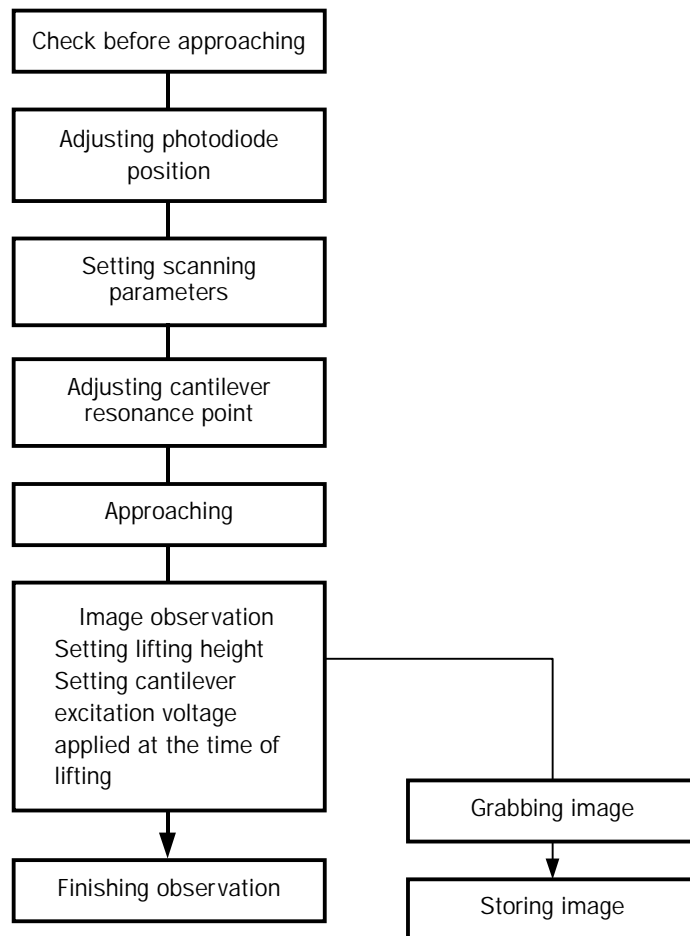 Check before approaching
Adjusting photodiode
position
Setting scanning
parameters
Adjusting cantilever
resonance point
Approaching
Image observation
Setting lifting height
Setting cantilever
excitation voltage
applied at the time of
lifting
Finishing observation
Grabbing image
Storing image